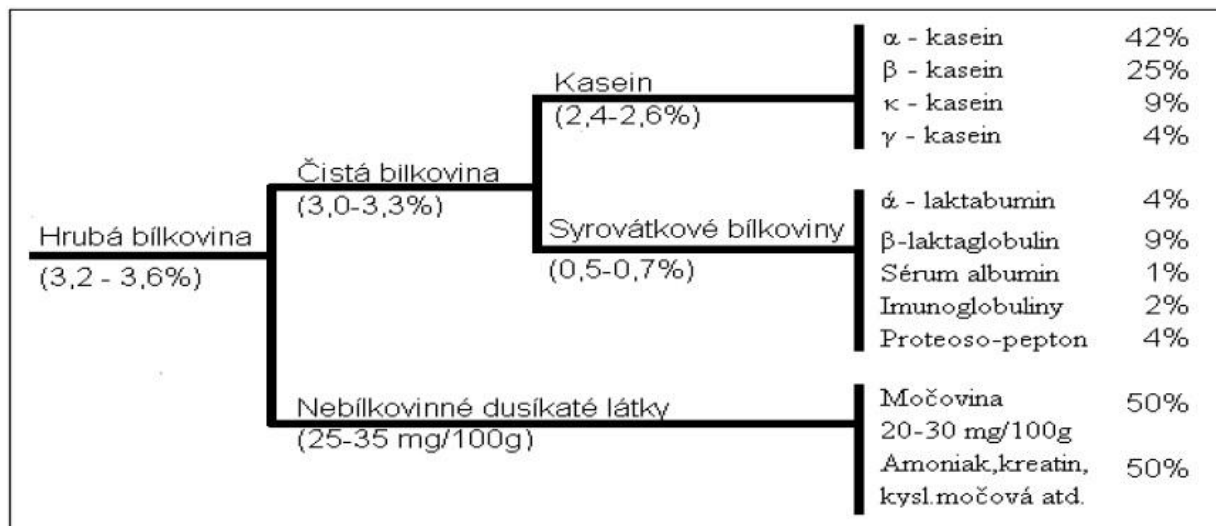 Hrubá bílkovina
(3,2 - 3,6%)
Čistá bilkovina
(3,0-3,3%)
Kasein
(2,4-2,6%)
α - kasein 42%
β - kasein 25%
κ - kasein 9%
γ - kasein 4%
Syrovátkové bílkoviny
(0,5-0,7%)
ά - laktabumin 4%
β-laktaglobulin 9%
Sérum albumin 1%
Imunoglobuliny 2%
Proteoso-pepton 4%
Nebílkovinné dusíkaté látky
(25-35 mg/100g)
Močovina 50%
20-30 mg/100g
Amoniak,kreatin, 50%
kysl.močová atd.